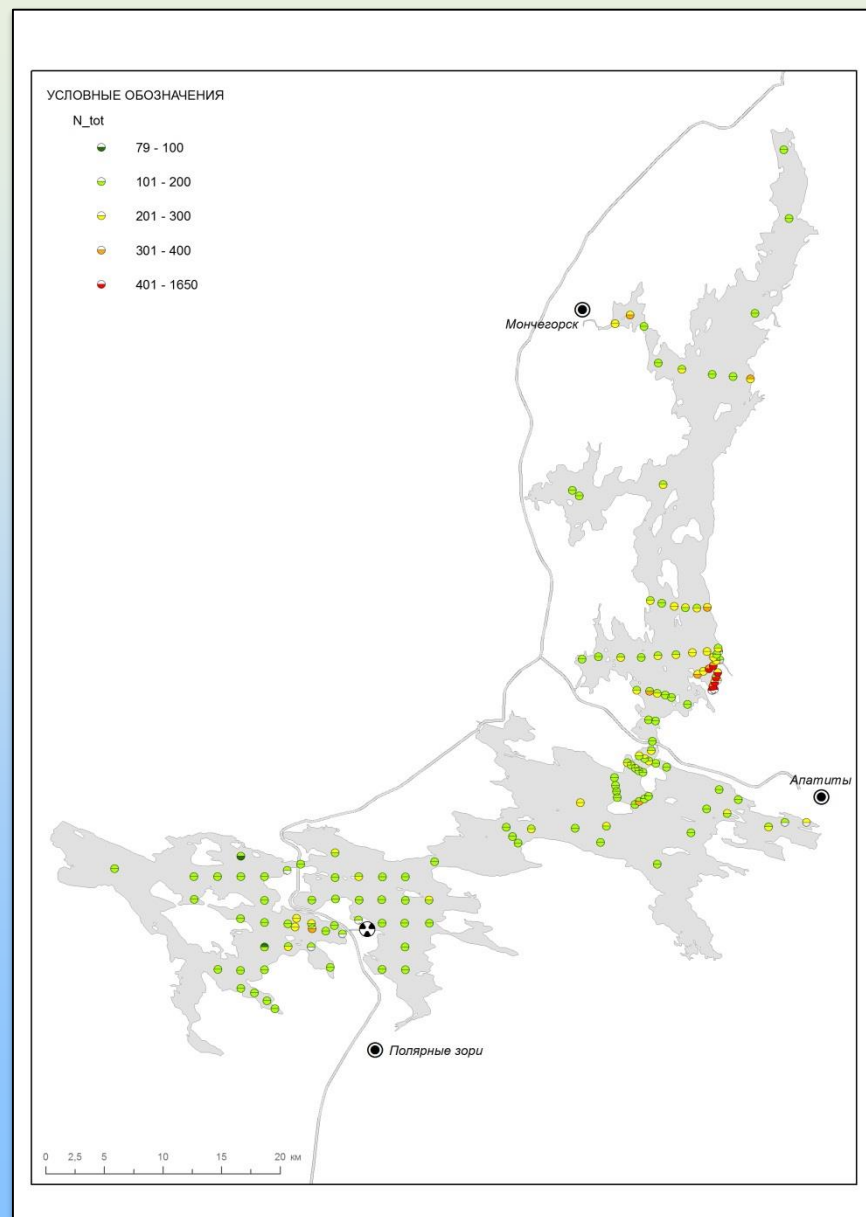 УСЛОВНЫЕ ОБОЗНАЧЕНИЯ
N_tot
79 - 100
101 - 200
201 - 300
301 - 400
401 - 1650
Мончегорск
Апатиты
Полярные зори
0 2,5 5 10 15 20 км